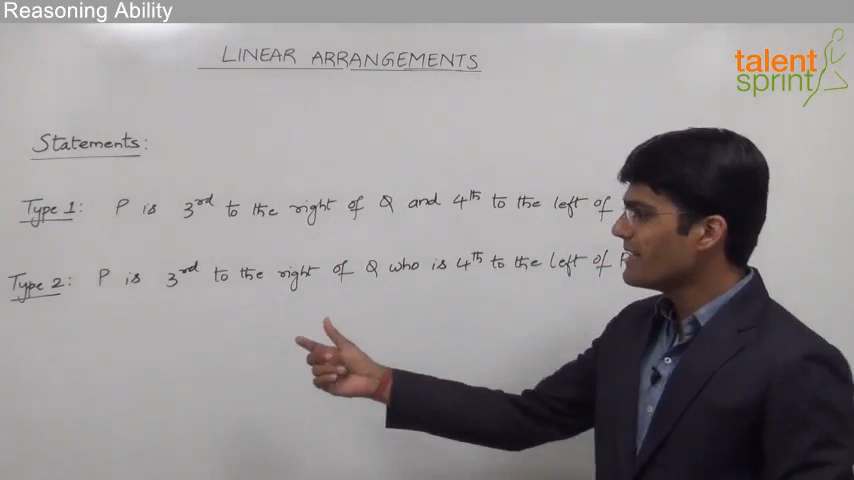 Reasoning Ability
LINEAR ARRANGEMENTS
talent
sprint
Statements:
Type 1: P is 3rd to the right of Q and 4th to the left of
Type 2: P is 3rd to the right of Q who is 4th to the left of R